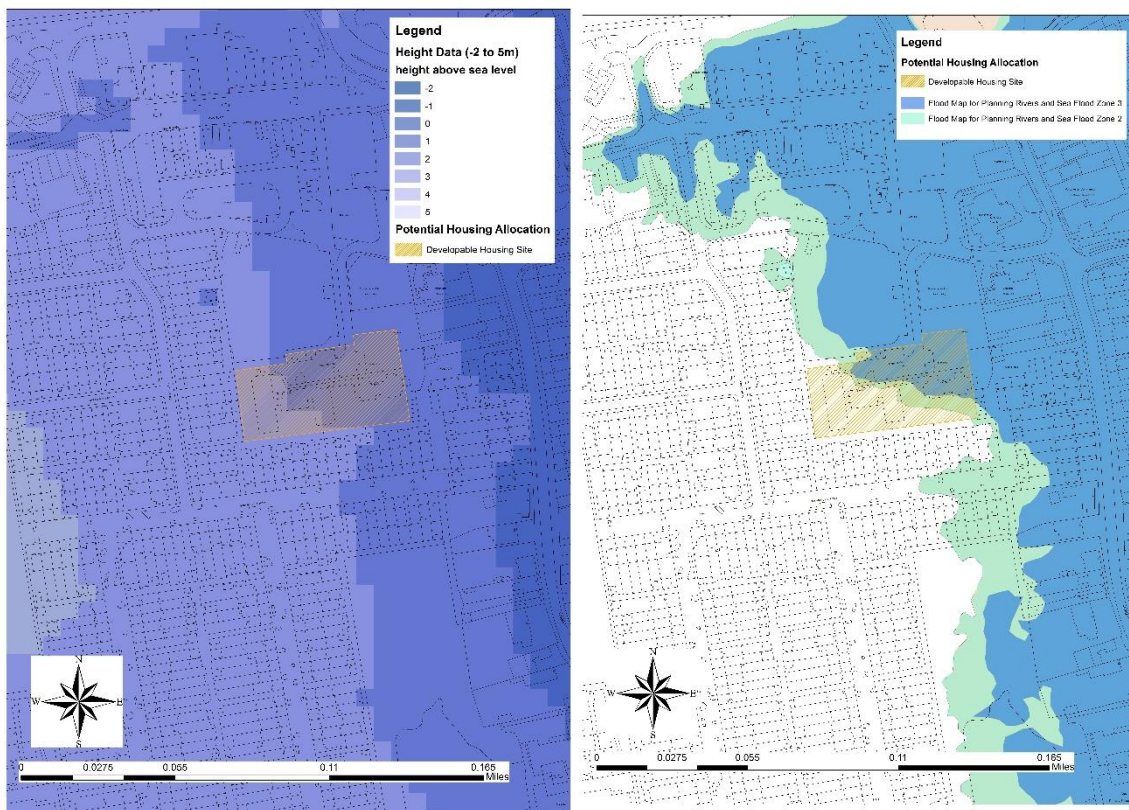 Legend
Height Data (-2 to 5m)
height above sea level
-2
-1
0
1
2
3
4
5
Potential Housing Allocation
Developable Housing Site
N
W
E
S
0
0.0275
0.055
0.11
0.165
Miles
Legend
Potential Housing Allocation
Developable Housing Site
Flood Map for Planning Rivers and Sea Flood Zone 3
Flood Map for Planning Rivers and Sea Flood Zone 2
N
W
E
S
0
0.0275
0.055
0.11
0.165
Miles